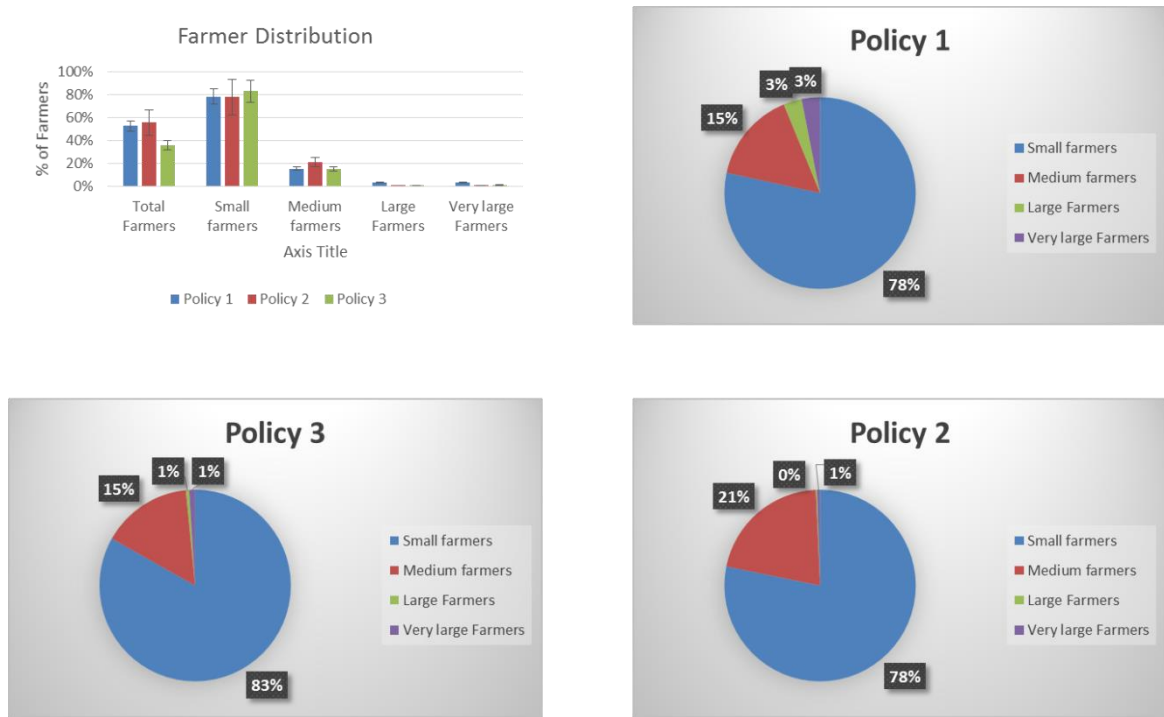 Farmer Distribution
% of Farmers
100%
80%
60%
40%
20%
0%
Total Farmers
Small farmers
Medium farmers
Large Farmers
Very large Farmers
Axis Title
Policy 1
Policy 2
Policy 3
Policy 1
3%
3%
15%
78%
Small farmers
Medium farmers
Large Farmers
Very large Farmers
Policy 3
1%
1%
15%
83%
Small farmers
Medium farmers
Large Farmers
Very large Farmers
Policy 2
0%
1%
21%
78%
Small farmers
Medium farmers
Large Farmers
Very large Farmers